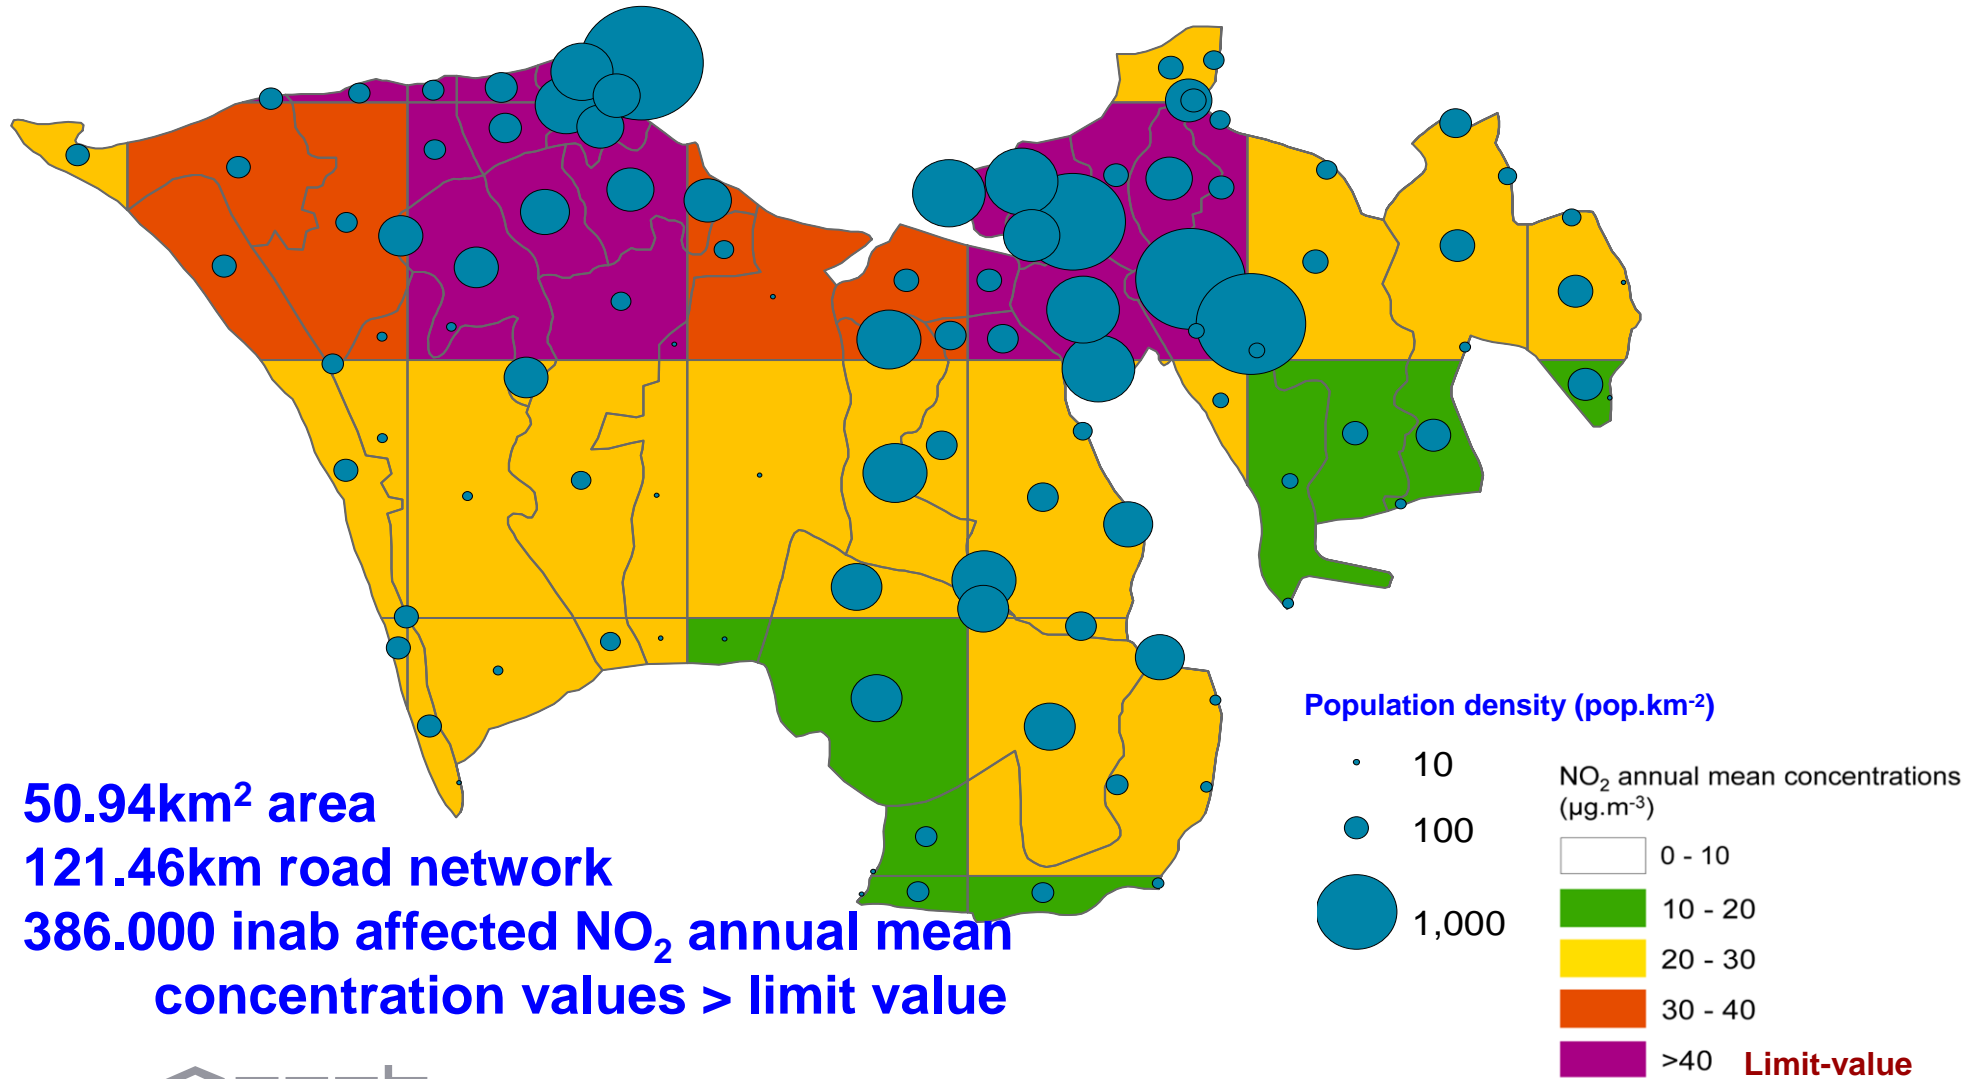 50.94km² area
121.46km road network
386.000 inab affected NO₂ annual mean
concentration values > limit value
Population density (pop.km⁻²)
10
100
1,000
NO₂ annual mean concentrations
(µg.m⁻³)
0 - 10
10 - 20
20 - 30
30 - 40
>40 Limit-value